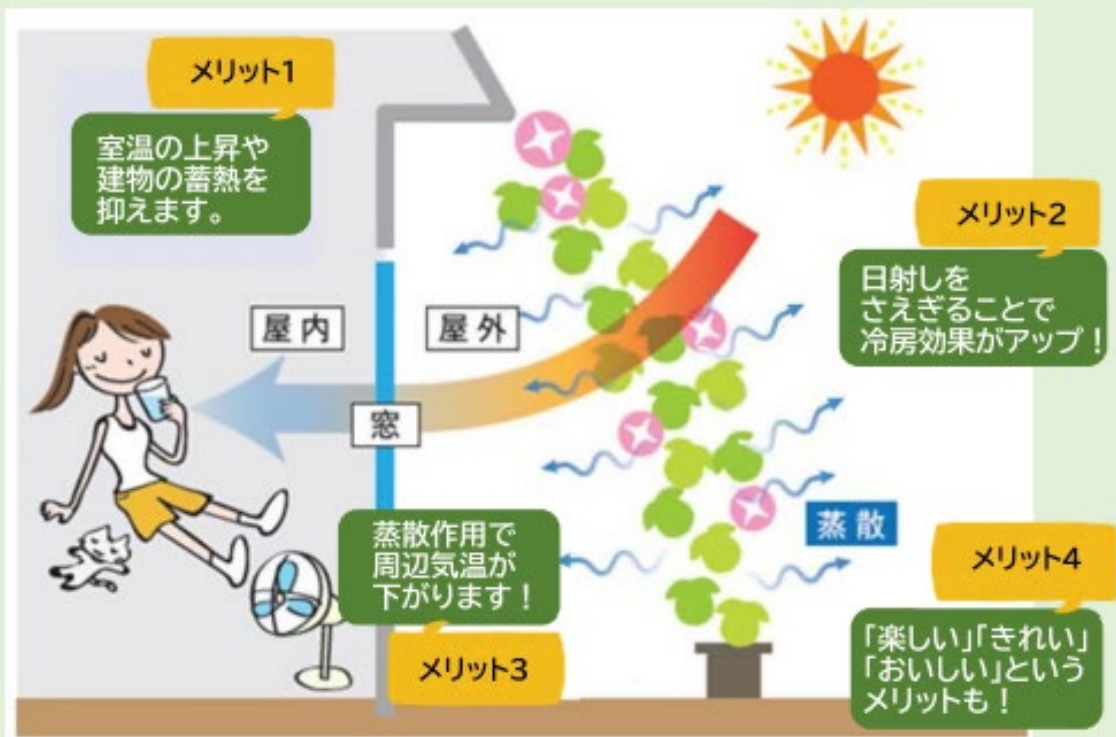 メリット1
室温の上昇や
建物の蓄熱を
抑えます。
メリット2
日射しを
さえぎることで
冷房効果がアップ！
屋内
屋外
窓
蒸散作用で
周辺気温が
下がります！
メリット3
蒸散
メリット4
「楽しい」「きれい」
「おいしい」という
メリットも！